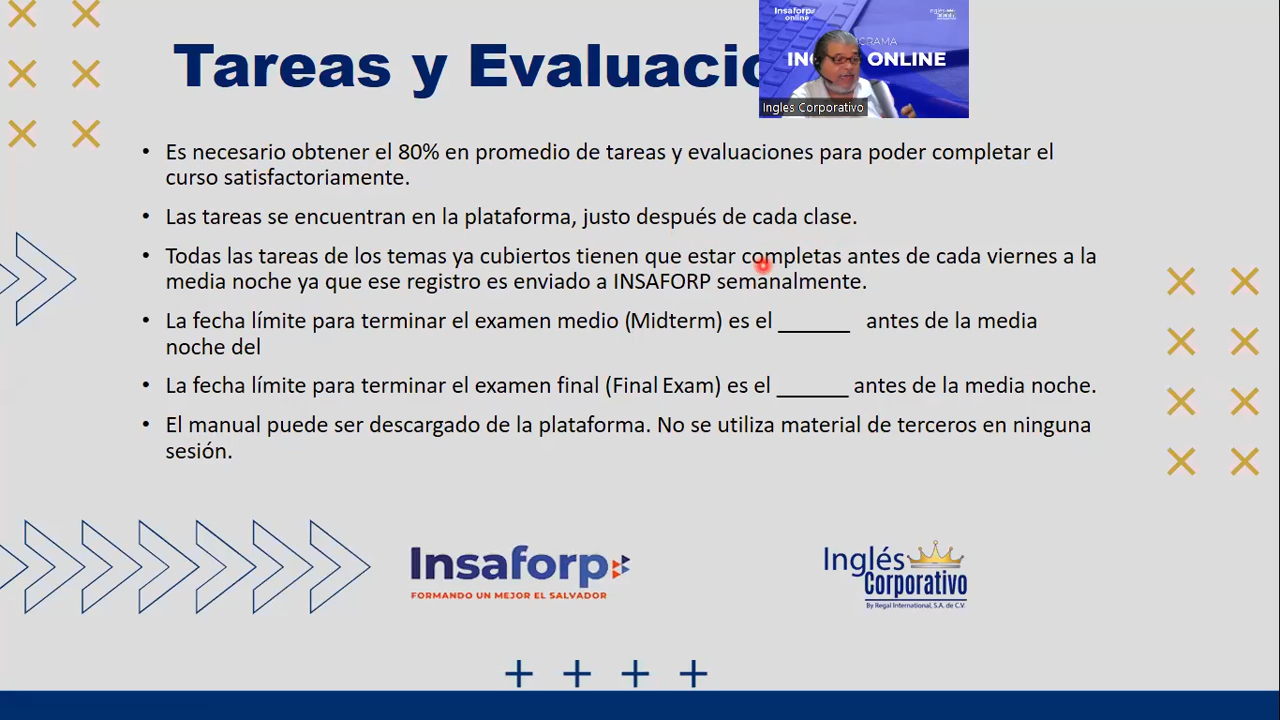 Tareas y Evaluacio
Insaforp
online
Inglés
INGLES ONLINE
Ingles Corporativo
• Es necesario obtener el 80% en promedio de tareas y evaluaciones para poder completar el
curso satisfactoriamente.
• Las tareas se encuentran en la plataforma, justo después de cada clase.
• Todas las tareas de los temas ya cubiertos tienen que estar completas antes de cada viernes a la
media noche ya que ese registro es enviado a INSAFORP semanalmente.
• La fecha límite para terminar el examen medio (Midterm) es el ______ antes de la media
noche del
• La fecha límite para terminar el examen final (Final Exam) es el ______ antes de la media noche.
• El manual puede ser descargado de la plataforma. No se utiliza material de terceros en ninguna
sesión.
Insaforp
FORMANDO UN MEJOR EL SALVADOR
Inglés
Corporativo
By Regal International, S.A. de C.V.